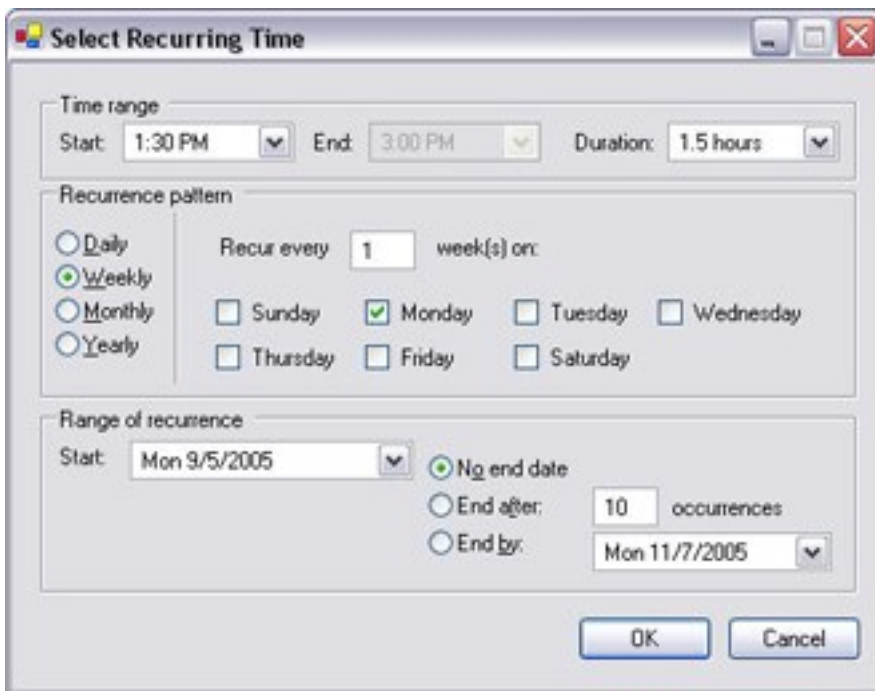 Select Recurring Time
Time range
Start: 1:30 PM End: 3:00 PM Duration: 1.5 hours
Recurrence pattern
Daily
Recur every 1 week(s) on:
Weekly
Monthly
Sunday Monday Tuesday Wednesday
Yearly
Thursday Friday Saturday
Range of recurrence
Start: Mon 9/5/2005
No end date
End after: 10 occurrences
End by: Mon 11/7/2005
OK Cancel